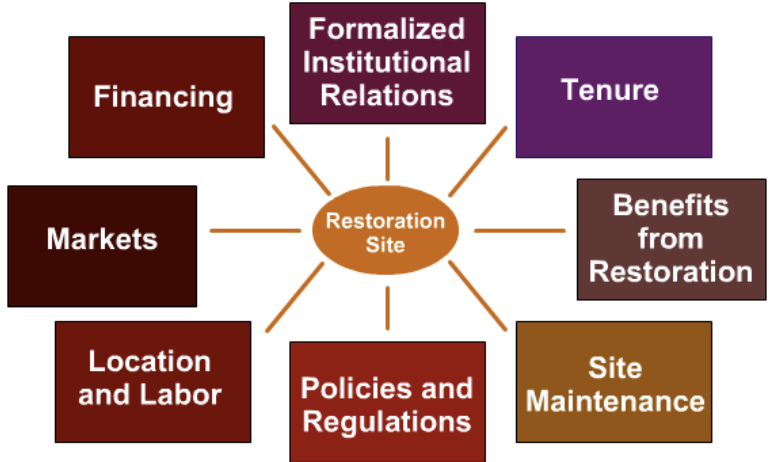 Formalized
Institutional
Relations
Financing
Tenure
Markets
Restoration
Site
Benefits
from
Restoration
Location
and Labor
Policies and
Regulations
Site
Maintenance